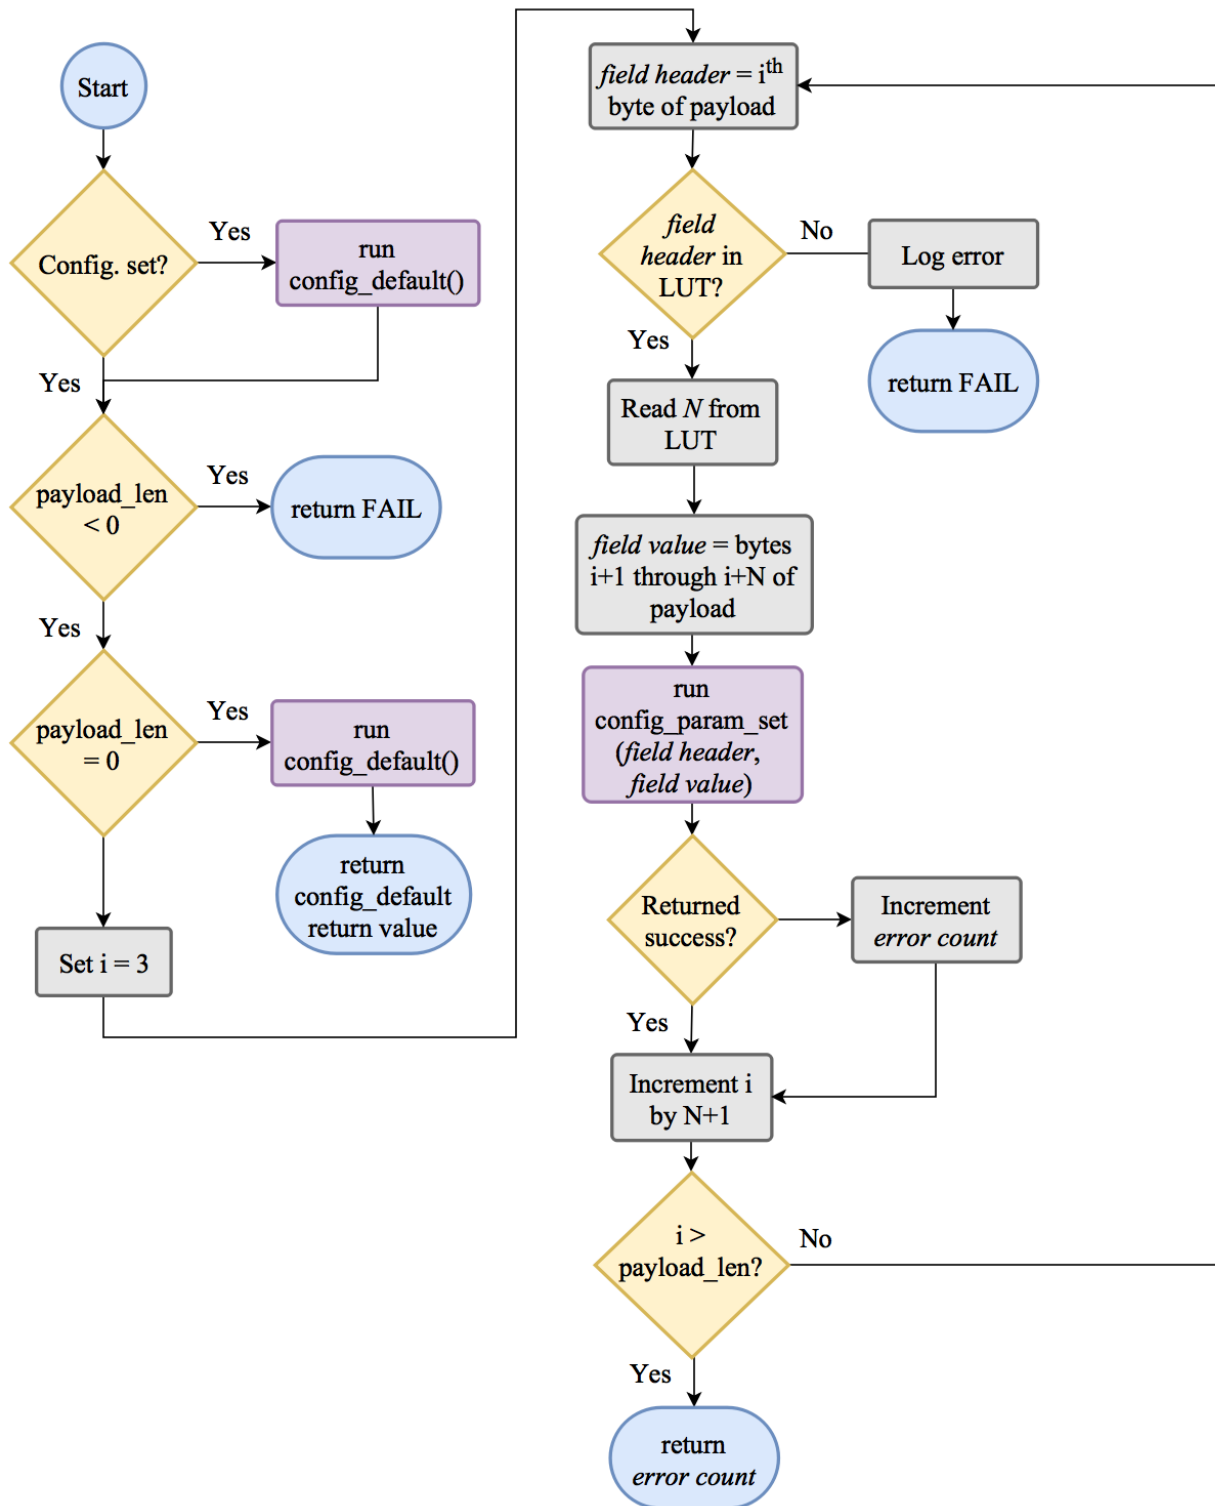 Start
Config. set?
Yes
run
config_default()
Yes
payload_len
< 0
Yes
return FAIL
Yes
payload_len
= 0
Yes
run
config_default()
return
config_default
return value
Set i = 3
field header = iᵗʰ
byte of payload
field
header in
LUT?
No
Log error
return FAIL
Yes
Read N from
LUT
field value = bytes
i+1 through i+N of
payload
run
config_param_set
(field header,
field value)
Returned
success?
Increment
error count
Yes
Increment i
by N+1
i >
payload_len?
No
Yes
return
error count